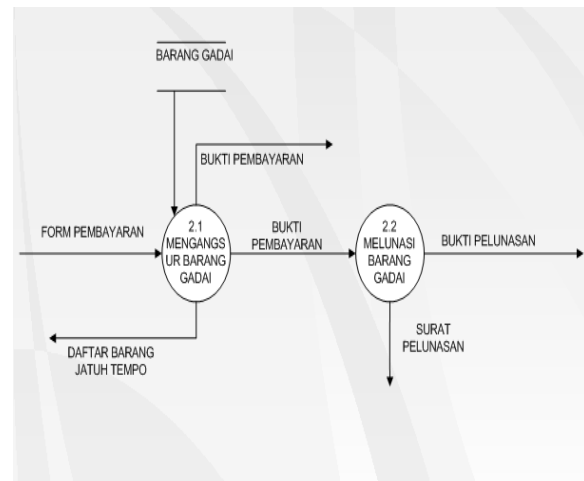 BARANG GADAI
BUKTI PEMBAYARAN
FORM PEMBAYARAN
2.1
MENGANGS
UR BARANG
GADAI
BUKTI
PEMBAYARAN
2.2
MELUNASI
BARANG
GADAI
BUKTI PELUNASAN
DAFTAR BARANG
JATUH TEMPO
SURAT
PELUNASAN